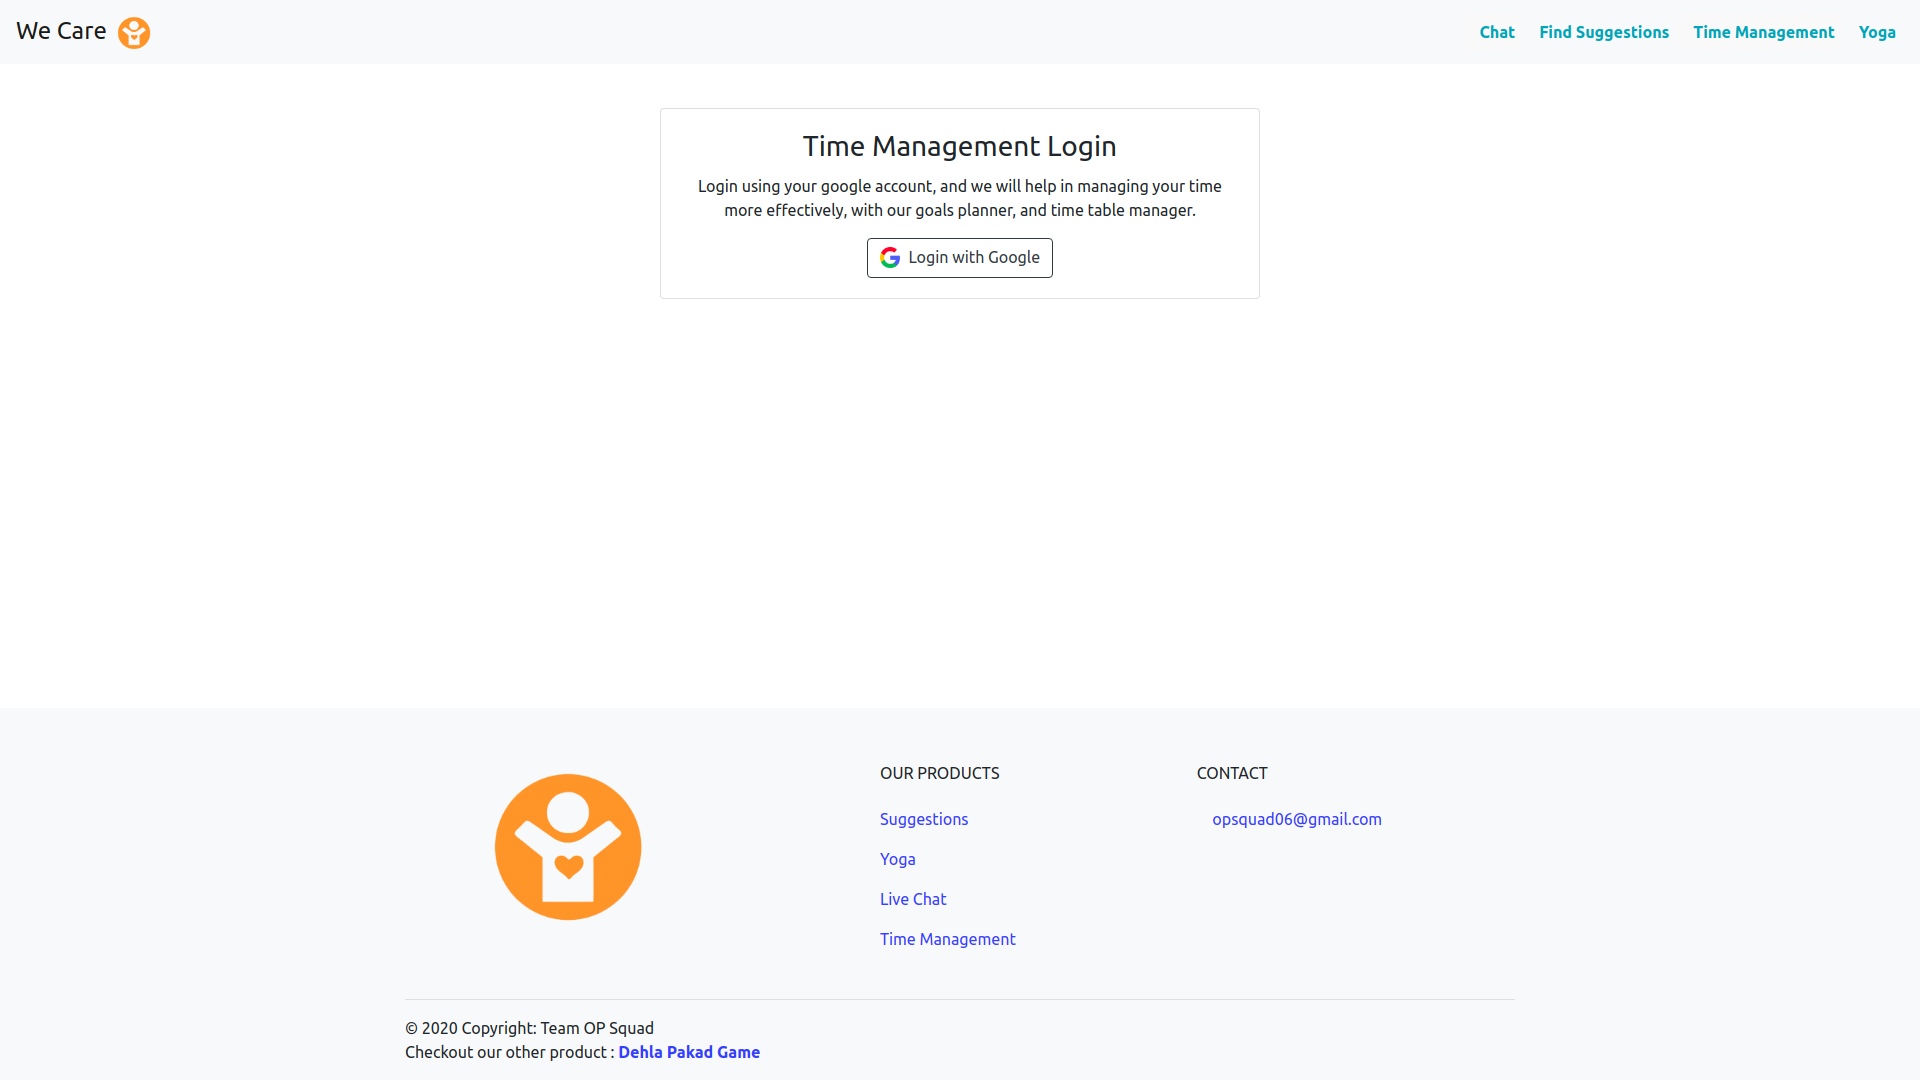 We Care
Chat
Find Suggestions
Time Management
Yoga
Time Management Login
Login using your google account, and we will help in managing your time
more effectively, with our goals planner, and time table manager.
Login with Google
OUR PRODUCTS
Suggestions
Yoga
Live Chat
Time Management
CONTACT
opsquad06@gmail.com
© 2020 Copyright: Team OP Squad
Checkout our other product : Dehla Pakad Game